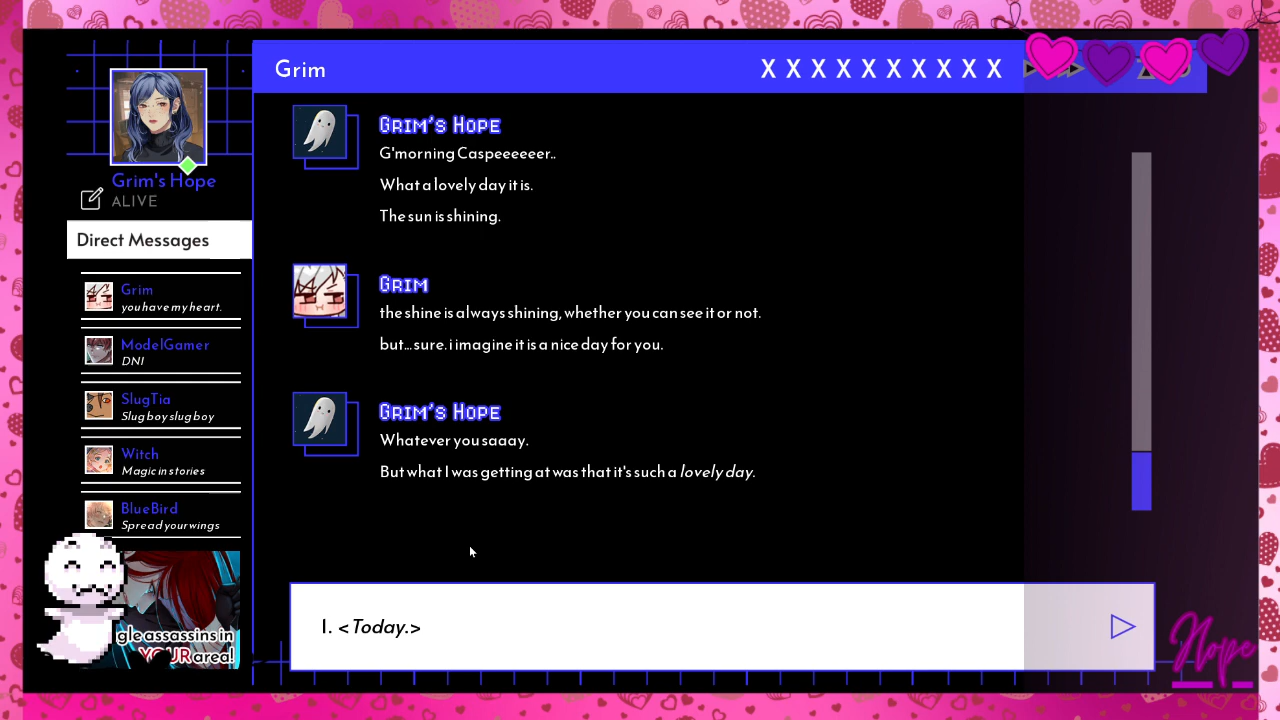 Grim
X X X X X X X X X X
Grim's Hope
ALIVE
Direct Messages
Grim
you have my heart.
ModelGamer
DNI
SlugTia
Slug boy slug boy
Witch
Magic in stories
BlueBird
Spread your wings
gle assassins in
YOUR area!
Grim's Hope
G'morning Caspeeeeeer..
What a lovely day it is.
The sun is shining.
Grim
the shine is always shining, whether you can see it or not.
but... sure. i imagine it is a nice day for you.
Grim's Hope
Whatever you saaay.
But what I was getting at was that it's such a lovely day.
1. <Today.>
Hope